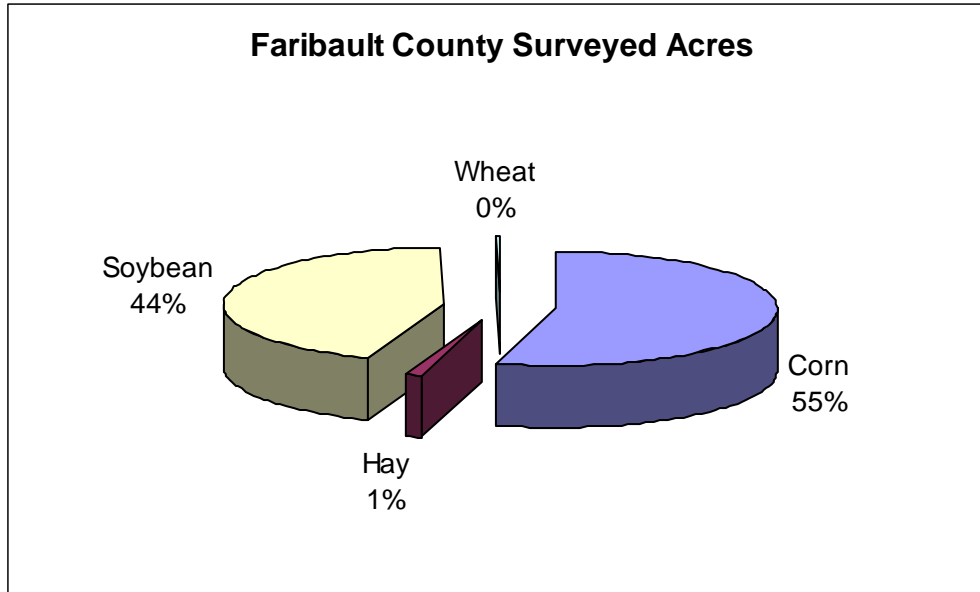 Faribault County Surveyed Acres
Wheat
0%
Soybean
44%
Corn
55%
Hay
1%